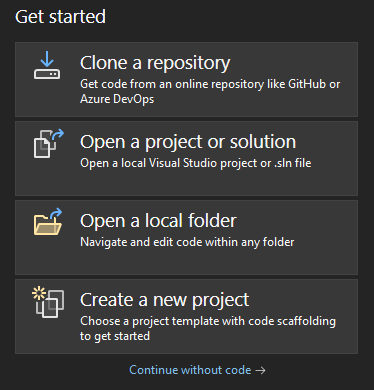 Get started
Clone a repository
Get code from an online repository like GitHub or
Azure DevOps
Open a project or solution
Open a local Visual Studio project or .sln file
Open a local folder
Navigate and edit code within any folder
Create a new project
Choose a project template with code scaffolding
to get started
Continue without code →